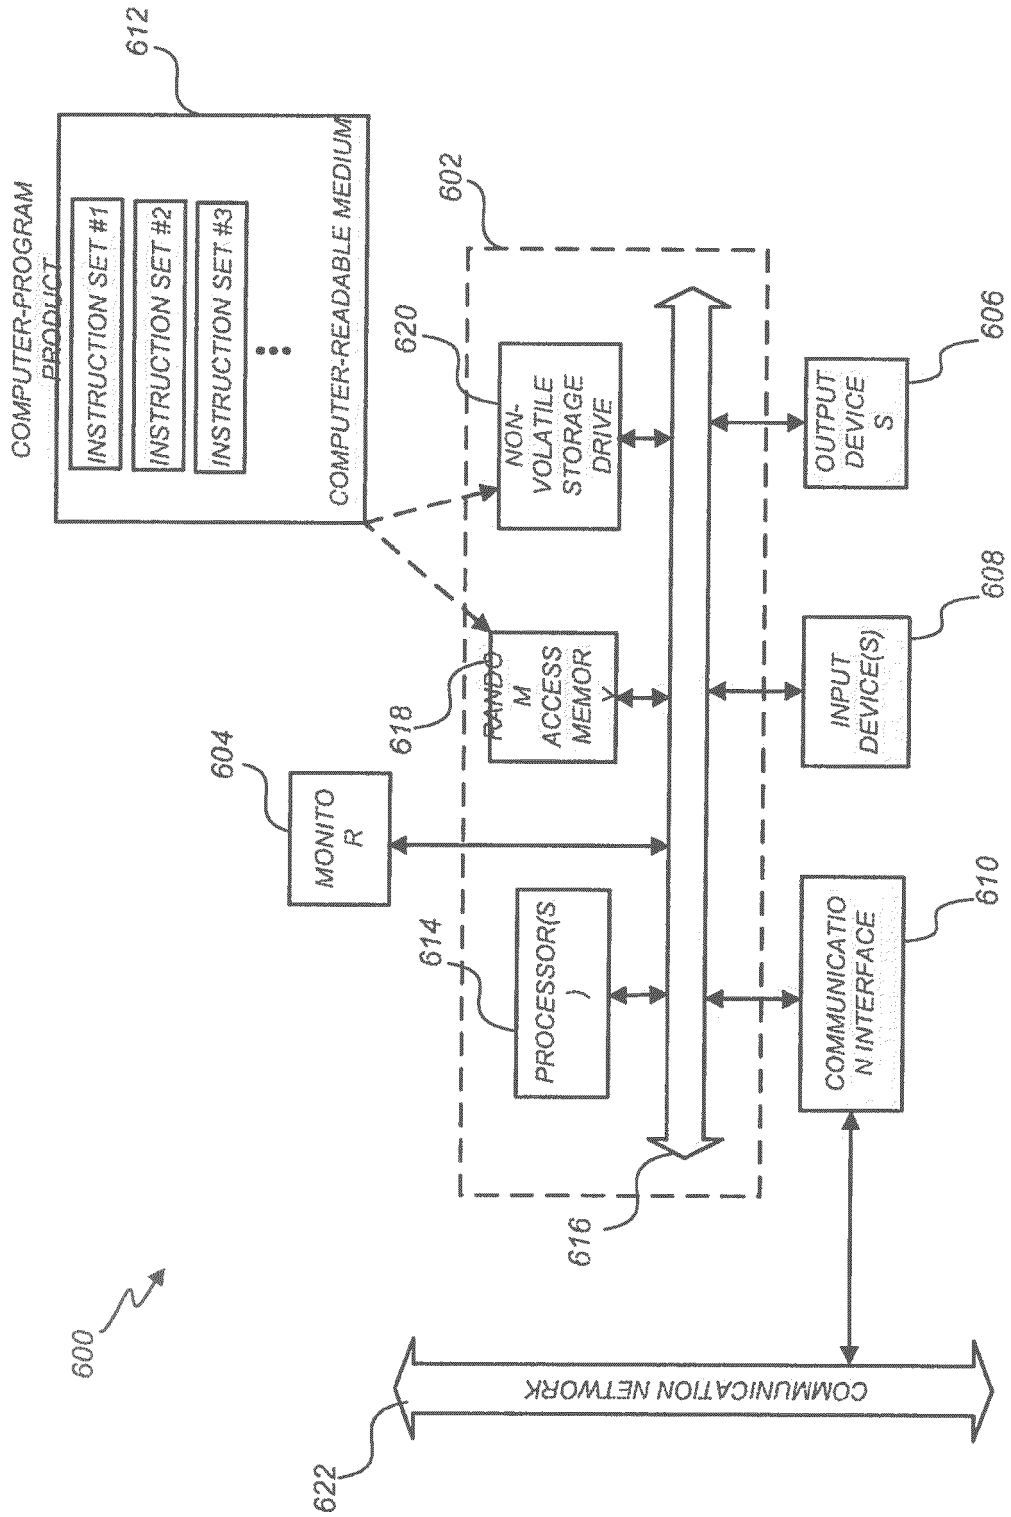 COMPUTER-PROGRAM
PRODUCT
612
INSTRUCTION SET #1
INSTRUCTION SET #2
INSTRUCTION SET #3
COMPUTER-READABLE MEDIUM
604
MONITO
R
602
614
PROCESSOR(S
)
618
RANDO
M
ACCESS
MEMOR
Y
620
NON-
VOLATILE
STORAGE
DRIVE
616
COMMUNICATIO
N INTERFACE
610
INPUT
DEVICE(S)
608
OUTPUT
DEVICE
S
606
600
622
COMMUNICATION NETWORK